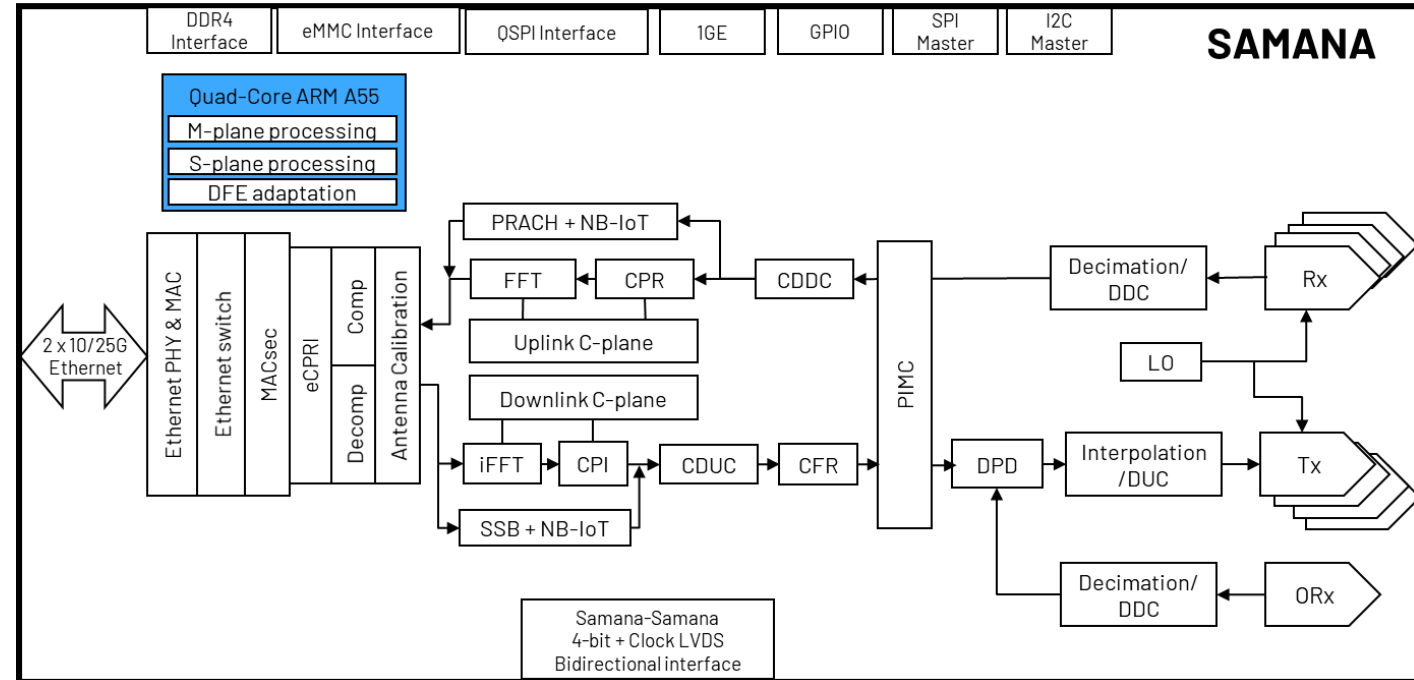 DDR4
Interface
eMMC Interface
QSPI Interface
1GE
GPIO
SPI
Master
I2C
Master
SAMANA
Quad-Core ARM A55
M-plane processing
S-plane processing
DFE adaptation
2 x 10/25G
Ethernet
Ethernet PHY & MAC
Ethernet switch
MACsec
eCPRI
Comp
Decomp
Antenna Calibration
PRACH + NB-IoT
FFT
CPR
CDDC
Uplink C-plane
Downlink C-plane
iFFT
CPI
CDUC
CFR
SSB + NB-IoT
PIMC
Decimation/
DDC
Rx
LO
DPD
Interpolation
/DUC
Tx
Decimation/
DDC
ORx
Samana-Samana
4-bit + Clock LVDS
Bidirectional interface